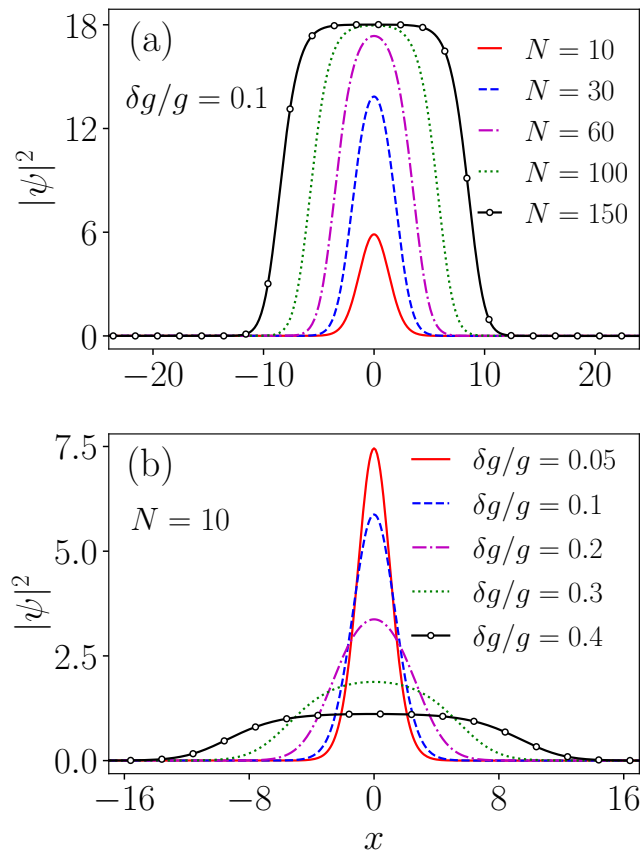 (a)
δg/g = 0.1
|ψ|²
18
12
6
0
N = 10
N = 30
N = 60
N = 100
N = 150
−20
−10
0
10
20
(b)
N = 10
|ψ|²
7.5
5.0
2.5
0.0
δg/g = 0.05
δg/g = 0.1
δg/g = 0.2
δg/g = 0.3
δg/g = 0.4
−16
−8
0
8
16
x